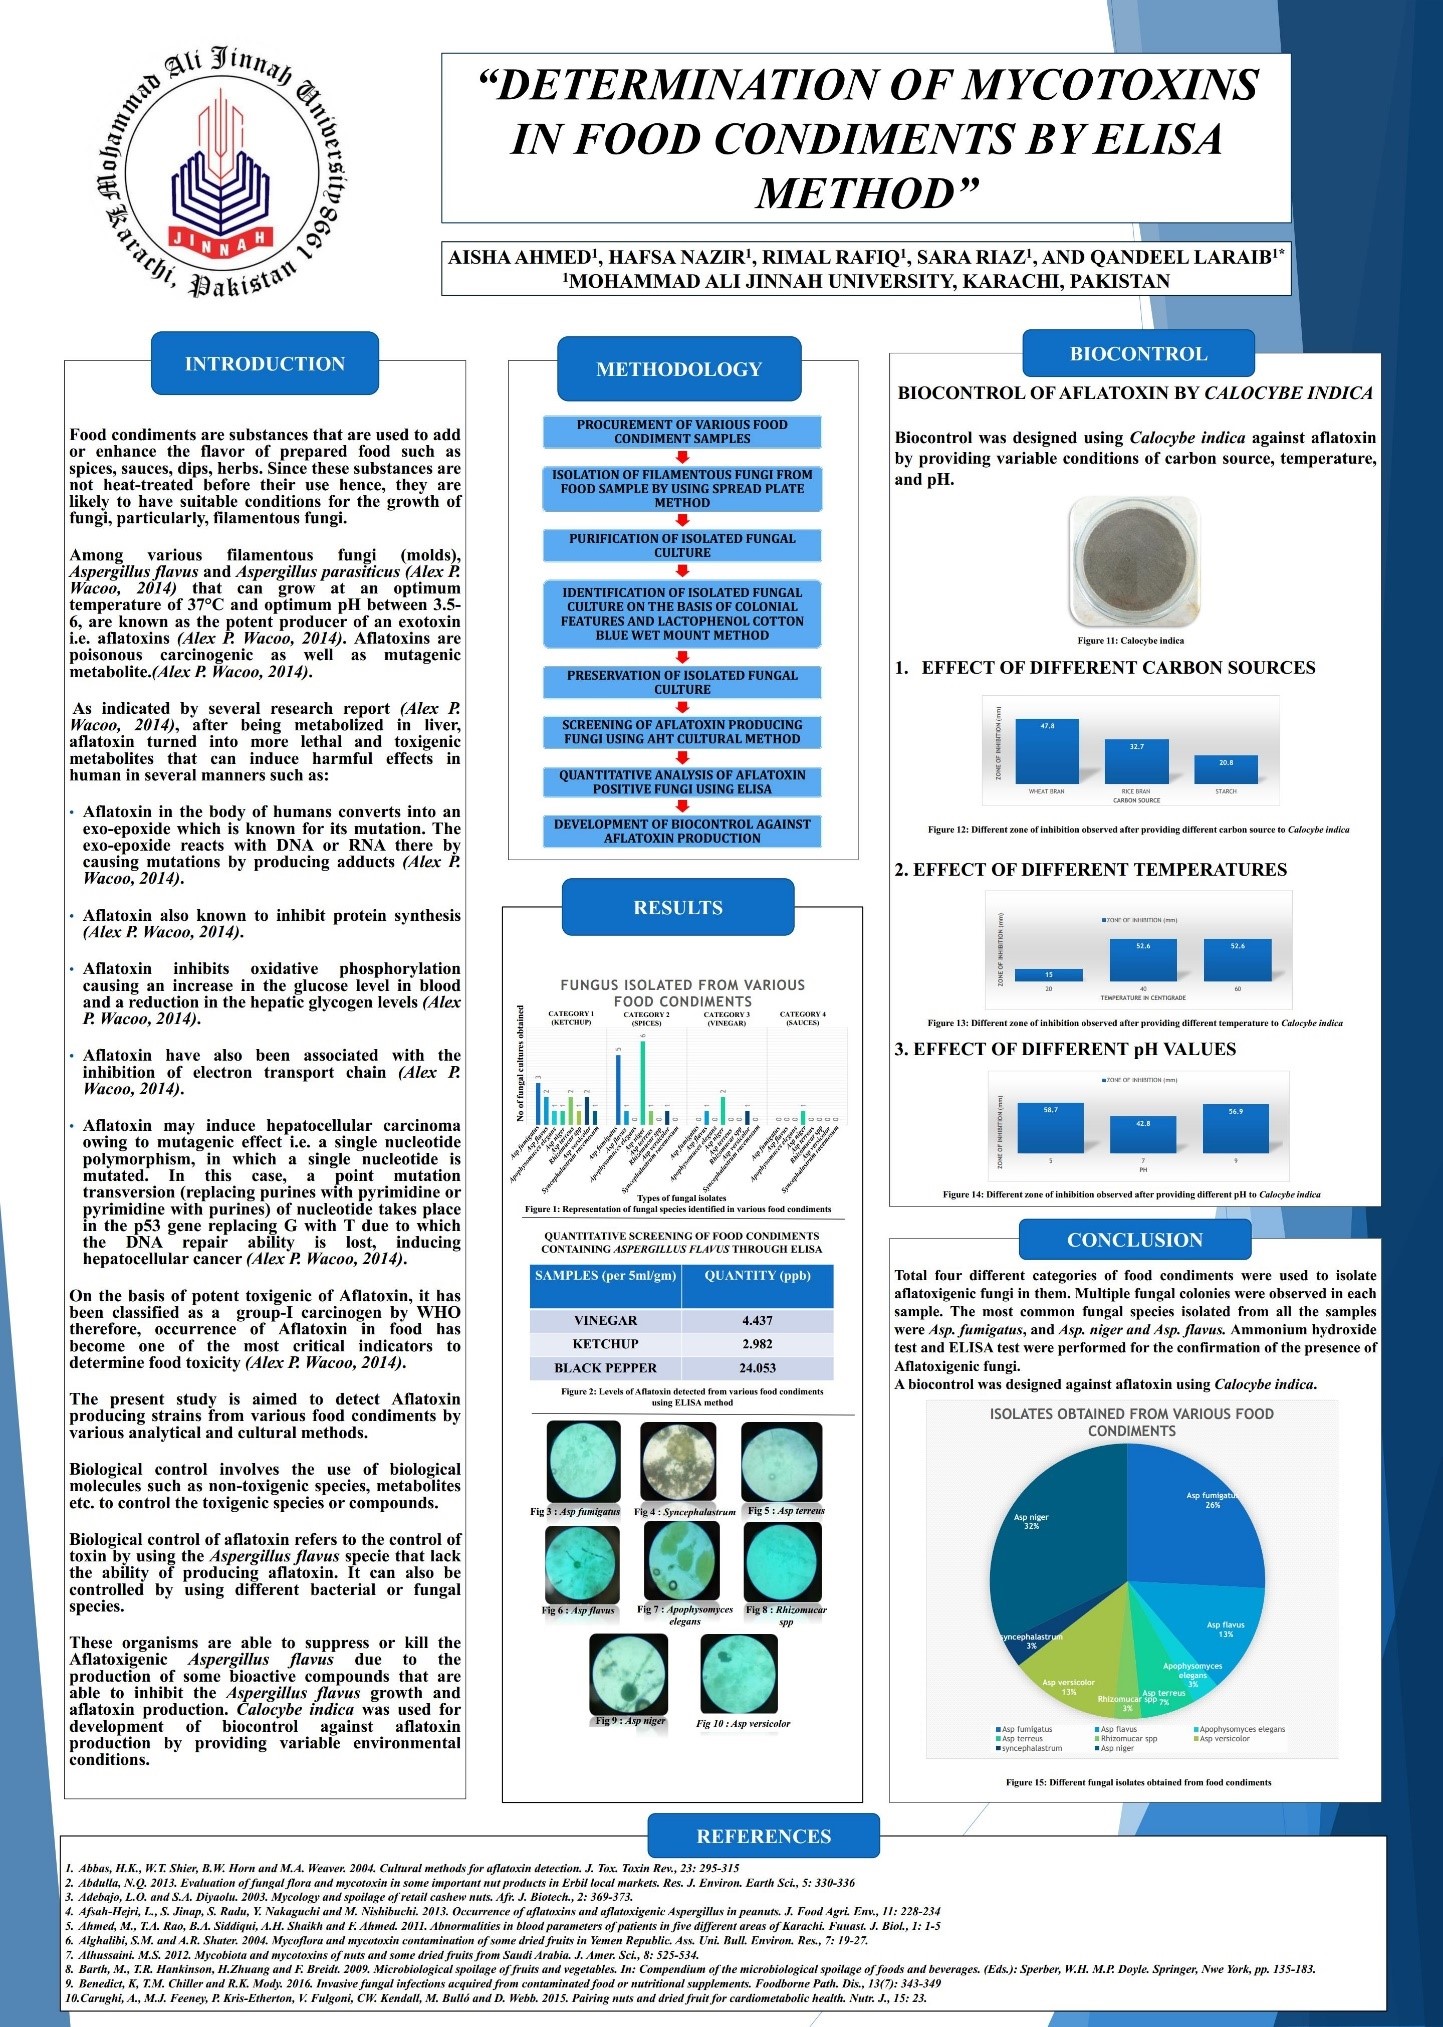 Mohammad Ali Jinnah University
Karachi, Pakistan 1998
JINNAH
“DETERMINATION OF MYCOTOXINS
IN FOOD CONDIMENTS BY ELISA
METHOD”
AISHA AHMED1, HAFSA NAZIR1, RIMAL RAFIQ1, SARA RIAZ1, AND QANDEEL LARAIB1*
1MOHAMMAD ALI JINNAH UNIVERSITY, KARACHI, PAKISTAN
INTRODUCTION
Food condiments are substances that are used to add
or enhance the flavor of prepared food such as
spices, sauces, dips, herbs. Since these substances are
not heat-treated before their use hence, they are
likely to have suitable conditions for the growth of
fungi, particularly, filamentous fungi.
Among various filamentous fungi (molds),
Aspergillus flavus and Aspergillus parasiticus (Alex P.
Wacoo, 2014) that can grow at an optimum
temperature of 37°C and optimum pH between 3.5-
6, are known as the potent producer of an exotoxin
i.e. aflatoxins (Alex P. Wacoo, 2014). Aflatoxins are
poisonous carcinogenic as well as mutagenic
metabolite.(Alex P. Wacoo, 2014).
As indicated by several research report (Alex P.
Wacoo, 2014), after being metabolized in liver,
aflatoxin turned into more lethal and toxigenic
metabolites that can induce harmful effects in
human in several manners such as:
• Aflatoxin in the body of humans converts into an
exo-epoxide which is known for its mutation. The
exo-epoxide reacts with DNA or RNA there by
causing mutations by producing adducts (Alex P.
Wacoo, 2014).
• Aflatoxin also known to inhibit protein synthesis
(Alex P. Wacoo, 2014).
• Aflatoxin inhibits oxidative phosphorylation
causing an increase in the glucose level in blood
and a reduction in the hepatic glycogen levels (Alex
P. Wacoo, 2014).
• Aflatoxin have also been associated with the
inhibition of electron transport chain (Alex P.
Wacoo, 2014).
• Aflatoxin may induce hepatocellular carcinoma
owing to mutagenic effect i.e. a single nucleotide
polymorphism, in which a single nucleotide is
mutated. In this case, a point mutation
transversion (replacing purines with pyrimidine or
pyrimidine with purines) of nucleotide takes place
in the p53 gene replacing G with T due to which
the DNA repair ability is lost, inducing
hepatocellular cancer (Alex P. Wacoo, 2014).
On the basis of potent toxigenic of Aflatoxin, it has
been classified as a group-I carcinogen by WHO
therefore, occurrence of Aflatoxin in food has
become one of the most critical indicators to
determine food toxicity (Alex P. Wacoo, 2014).
The present study is aimed to detect Aflatoxin
producing strains from various food condiments by
various analytical and cultural methods.
Biological control involves the use of biological
molecules such as non-toxigenic species, metabolites
etc. to control the toxigenic species or compounds.
Biological control of aflatoxin refers to the control of
toxin by using the Aspergillus flavus specie that lack
the ability of producing aflatoxin. It can also be
controlled by using different bacterial or fungal
species.
These organisms are able to suppress or kill the
Aflatoxigenic Aspergillus flavus due to the
production of some bioactive compounds that are
able to inhibit the Aspergillus flavus growth and
aflatoxin production. Calocybe indica was used for
development of biocontrol against aflatoxin
production by providing variable environmental
conditions.
METHODOLOGY
PROCUREMENT OF VARIOUS FOOD
CONDIMENT SAMPLES
ISOLATION OF FILAMENTOUS FUNGI FROM
FOOD SAMPLE BY USING SPREAD PLATE
METHOD
PURIFICATION OF ISOLATED FUNGAL
CULTURE
IDENTIFICATION OF ISOLATED FUNGAL
CULTURE ON THE BASIS OF COLONIAL
FEATURES AND LACTOPHENOL COTTON
BLUE WET MOUNT METHOD
PRESERVATION OF ISOLATED FUNGAL
CULTURE
SCREENING OF AFLATOXIN PRODUCING
FUNGI USING AHT CULTURAL METHOD
QUANTITATIVE ANALYSIS OF AFLATOXIN
POSITIVE FUNGI USING ELISA
DEVELOPMENT OF BIOCONTROL AGAINST
AFLATOXIN PRODUCTION
RESULTS
FUNGUS ISOLATED FROM VARIOUS
FOOD CONDIMENTS
No of fungal cultures obtained
CATEGORY 1 CATEGORY 2 CATEGORY 3 CATEGORY 4
(KETCHUP) (SPICES) (VINEGAR) (SAUCES)
3 2 1 1 2 1 2 1 5 1 0 6 1 0 1 0 0 1 0 2 0 0 1 0 0 0 0 1 0 0 0 0
Types of fungal isolates
Figure 1: Representation of fungal species identified in various food condiments
QUANTITATIVE SCREENING OF FOOD CONDIMENTS
CONTAINING ASPERGILLUS FLAVUS THROUGH ELISA
SAMPLES (per 5ml/gm) QUANTITY (ppb)
VINEGAR 4.437
KETCHUP 2.982
BLACK PEPPER 24.053
Figure 2: Levels of Aflatoxin detected from various food condiments
using ELISA method
Fig 3 : Asp fumigatus Fig 4 : Syncephalastrum Fig 5 : Asp terreus
Fig 6 : Asp flavus Fig 7 : Apophysomyces Fig 8 : Rhizomucar
elegans spp
Fig 9 : Asp niger Fig 10 : Asp versicolor
BIOCONTROL
BIOCONTROL OF AFLATOXIN BY CALOCYBE INDICA
Biocontrol was designed using Calocybe indica against aflatoxin
by providing variable conditions of carbon source, temperature,
and pH.
Figure 11: Calocybe indica
1. EFFECT OF DIFFERENT CARBON SOURCES
ZONE OF INHIBITION (mm)
47.8 32.7 20.8
WHEAT BRAN RICE BRAN STARCH
CARBON SOURCE
Figure 12: Different zone of inhibition observed after providing different carbon source to Calocybe indica
2. EFFECT OF DIFFERENT TEMPERATURES
ZONE OF INHIBITION (mm)
ZONE OF INHIBITION (mm)
15 52.6 52.6
20 40 60
TEMPERATURE IN CENTIGRADE
Figure 13: Different zone of inhibition observed after providing different temperature to Calocybe indica
3. EFFECT OF DIFFERENT pH VALUES
ZONE OF INHIBITION (mm)
ZONE OF INHIBITION (mm)
58.7 42.8 56.9
5 7 9
PH
Figure 14: Different zone of inhibition observed after providing different pH to Calocybe indica
CONCLUSION
Total four different categories of food condiments were used to isolate
aflatoxigenic fungi in them. Multiple fungal colonies were observed in each
sample. The most common fungal species isolated from all the samples
were Asp. fumigatus, and Asp. niger and Asp. flavus. Ammonium hydroxide
test and ELISA test were performed for the confirmation of the presence of
Aflatoxigenic fungi.
A biocontrol was designed against aflatoxin using Calocybe indica.
ISOLATES OBTAINED FROM VARIOUS FOOD
CONDIMENTS
Asp fumigatus
26%
Asp niger
32%
Asp flavus
13%
syncephalastrum
3%
Apophysomyces
elegans
3%
Asp versicolor
13%
Asp terreus
7%
Rhizomucar spp
3%
Asp fumigatus Asp flavus Apophysomyces elegans
Asp terreus Rhizomucar spp Asp versicolor
syncephalastrum Asp niger
Figure 15: Different fungal isolates obtained from food condiments
REFERENCES
1. Abbas, H.K., W.T. Shier, B.W. Horn and M.A. Weaver. 2004. Cultural methods for aflatoxin detection. J. Tox. Toxin Rev., 23: 295-315
2. Abdulla, N.Q. 2013. Evaluation of fungal flora and mycotoxin in some important nut products in Erbil local markets. Res. J. Environ. Earth Sci., 5: 330-336
3. Adebajo, L.O. and S.A. Diyaolu. 2003. Mycology and spoilage of retail cashew nuts. Afr. J. Biotech., 2: 369-373.
4. Afsah-Hejri, L., S. Jinap, S. Radu, Y. Nakaguchi and M. Nishibuchi. 2013. Occurrence of aflatoxins and aflatoxigenic Aspergillus in peanuts. J. Food Agri. Env., 11: 228-234
5. Ahmed, M., T.A. Rao, B.A. Siddiqui, A.H. Shaikh and F. Ahmed. 2011. Abnormalities in blood parameters of patients in five different areas of Karachi. Fuuast. J. Biol., 1: 1-5
6. Alghalibi, S.M. and A.R. Shater. 2004. Mycoflora and mycotoxin contamination of some dried fruits in Yemen Republic. Ass. Uni. Bull. Environ. Res., 7: 19-27.
7. Alhussaini. M.S. 2012. Mycobiota and mycotoxins of nuts and some dried fruits from Saudi Arabia. J. Amer. Sci., 8: 525-534.
8. Barth, M., T.R. Hankinson, H.Zhuang and F. Breidt. 2009. Microbiological spoilage of fruits and vegetables. In: Compendium of the microbiological spoilage of foods and beverages. (Eds.): Sperber, W.H. M.P. Doyle. Springer, Nwe York, pp. 135-183.
9. Benedict, K, T.M. Chiller and R.K. Mody. 2016. Invasive fungal infections acquired from contaminated food or nutritional supplements. Foodborne Path. Dis., 13(7): 343-349
10.Carughi, A., M.J. Feeney, P. Kris-Etherton, V. Fulgoni, CW. Kendall, M. Bulló and D. Webb. 2015. Pairing nuts and dried fruit for cardiometabolic health. Nutr. J., 15: 23.